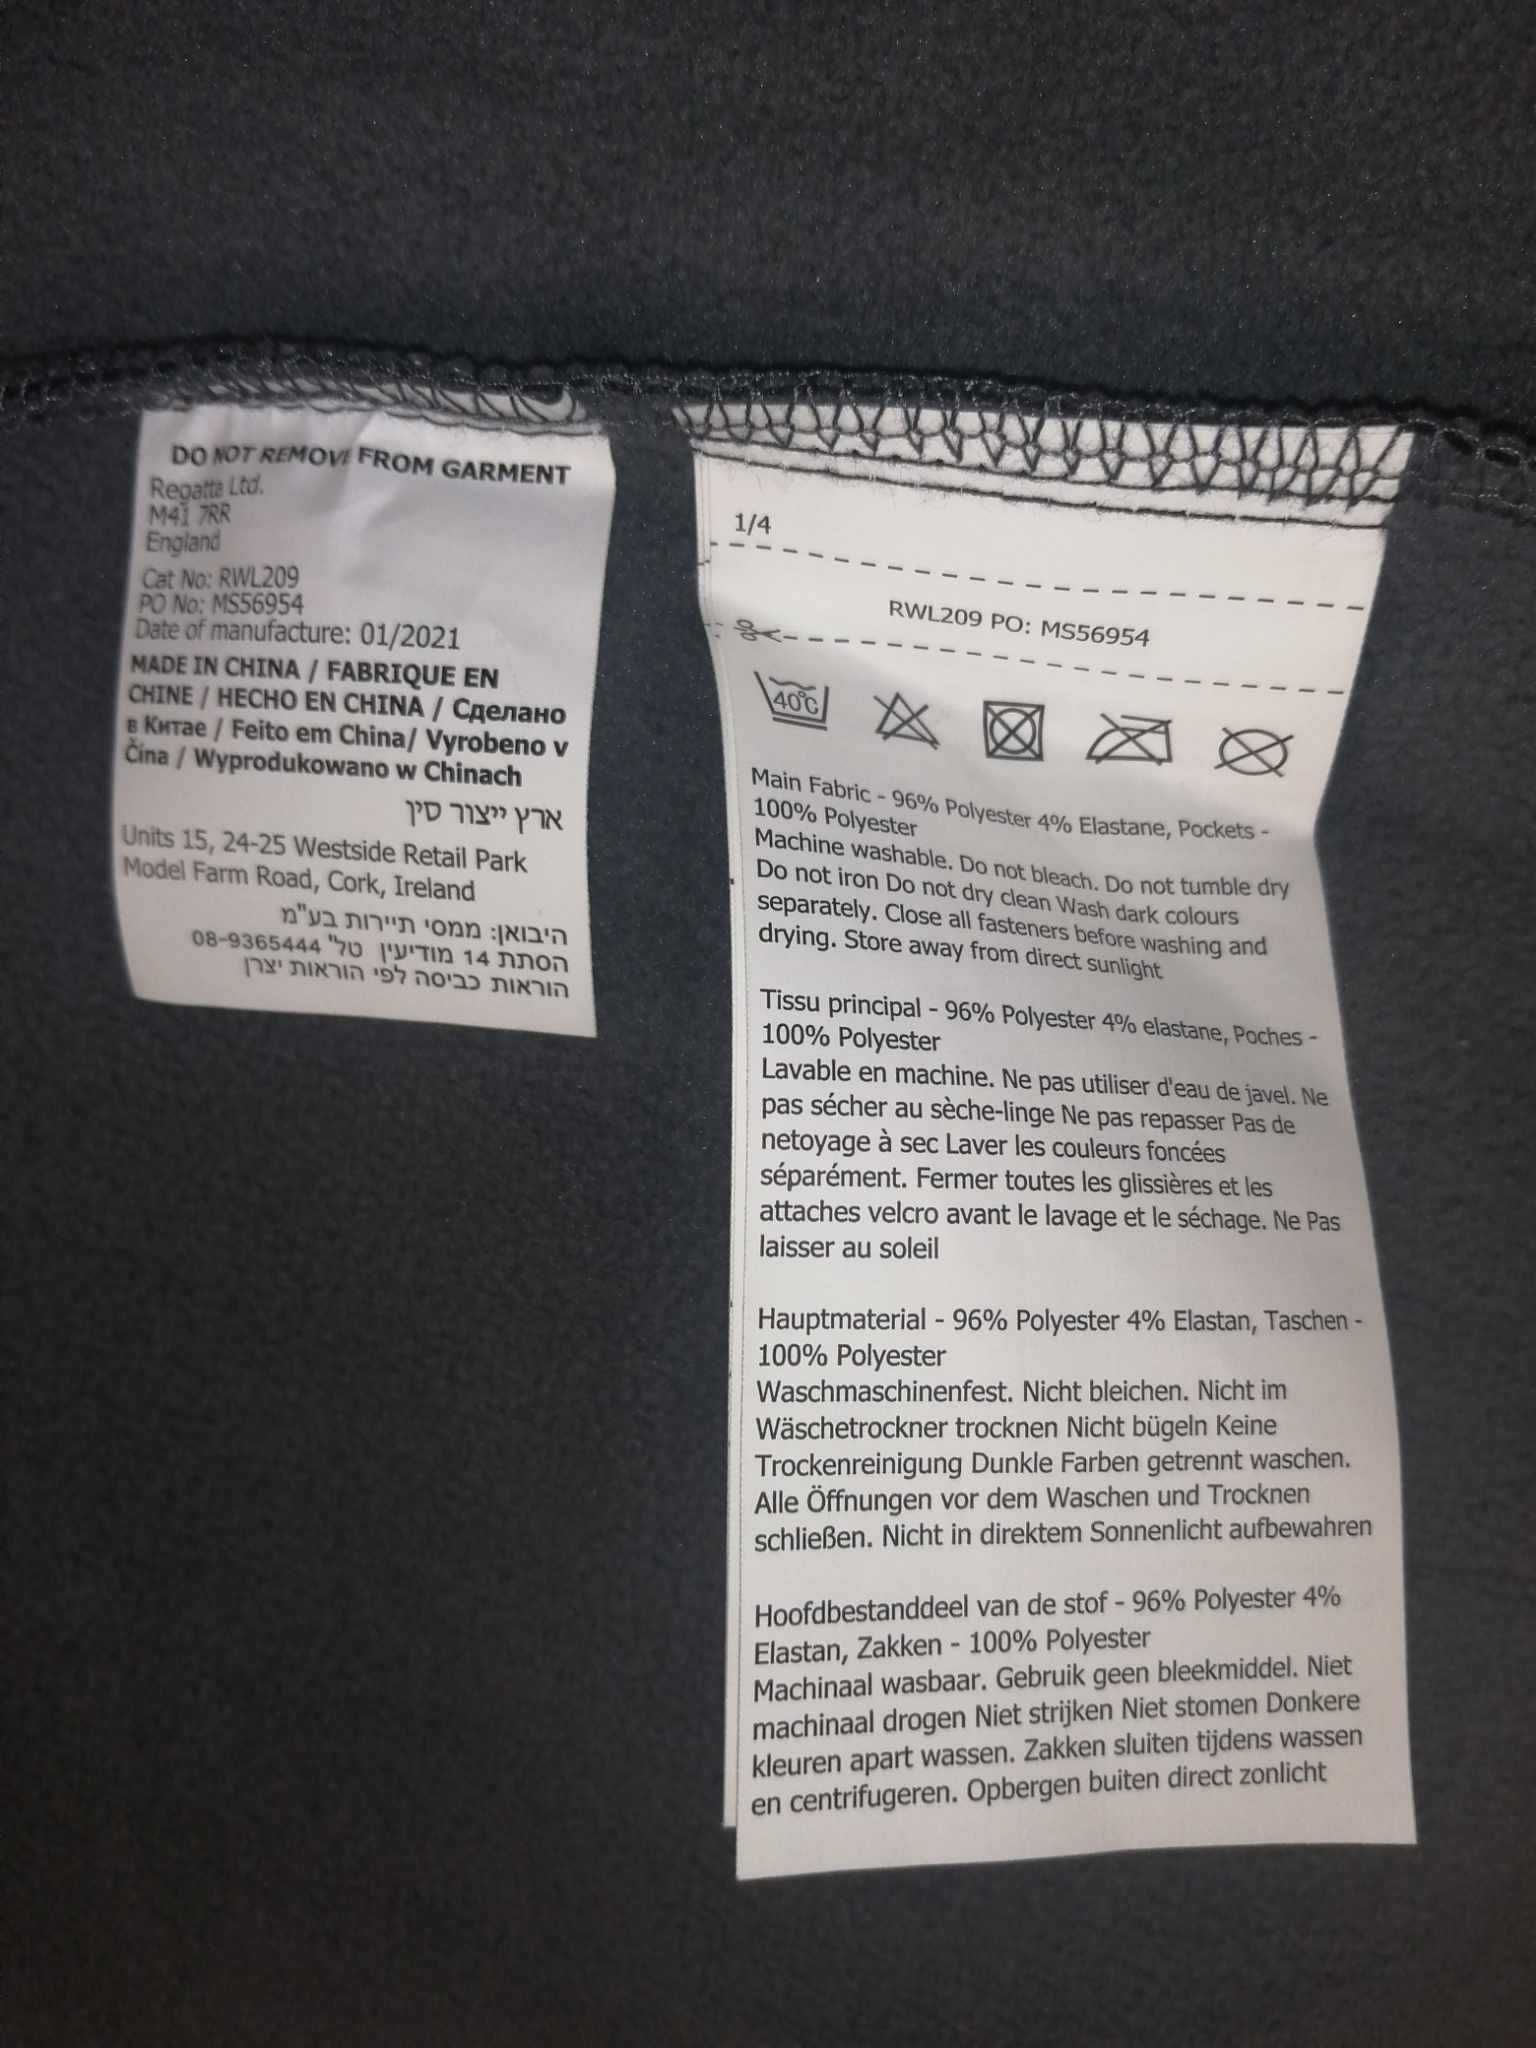 DO NOT REMOVE FROM GARMENT
Regatta Ltd.
M41 7RR
England
Cat No: RWL209
PO No: MS56954
Date of manufacture: 01/2021
MADE IN CHINA / FABRIQUE EN
CHINE / HECHO EN CHINA / Сделано
в Китае / Feito em China/ Vyrobeno v
Čína / Wyprodukowano w Chinach
ארץ ייצור סין
Units 15, 24-25 Westside Retail Park
Model Farm Road, Cork, Ireland
היבואן: ממסי תיירות בע"מ
הסתת 14 מודיעין טל" 08-9365444
הוראות כביסה לפי הוראות יצרן
1/4
RWL209 PO: MS56954
40°C
Main Fabric - 96% Polyester 4% Elastane, Pockets -
100% Polyester
Machine washable. Do not bleach. Do not tumble dry
Do not iron Do not dry clean Wash dark colours
separately. Close all fasteners before washing and
drying. Store away from direct sunlight
Tissu principal - 96% Polyester 4% elastane, Poches -
100% Polyester
Lavable en machine. Ne pas utiliser d'eau de javel. Ne
pas sécher au sèche-linge Ne pas repasser Pas de
netoyage à sec Laver les couleurs foncées
séparément. Fermer toutes les glissières et les
attaches velcro avant le lavage et le séchage. Ne Pas
laisser au soleil
Hauptmaterial - 96% Polyester 4% Elastan, Taschen -
100% Polyester
Waschmaschinenfest. Nicht bleichen. Nicht im
Wäschetrockner trocknen Nicht bügeln Keine
Trockenreinigung Dunkle Farben getrennt waschen.
Alle Öffnungen vor dem Waschen und Trocknen
schließen. Nicht in direktem Sonnenlicht aufbewahren
Hoofdbestanddeel van de stof - 96% Polyester 4%
Elastan, Zakken - 100% Polyester
Machinaal wasbaar. Gebruik geen bleekmiddel. Niet
machinaal drogen Niet strijken Niet stomen Donkere
kleuren apart wassen. Zakken sluiten tijdens wassen
en centrifugeren. Opbergen buiten direct zonlicht